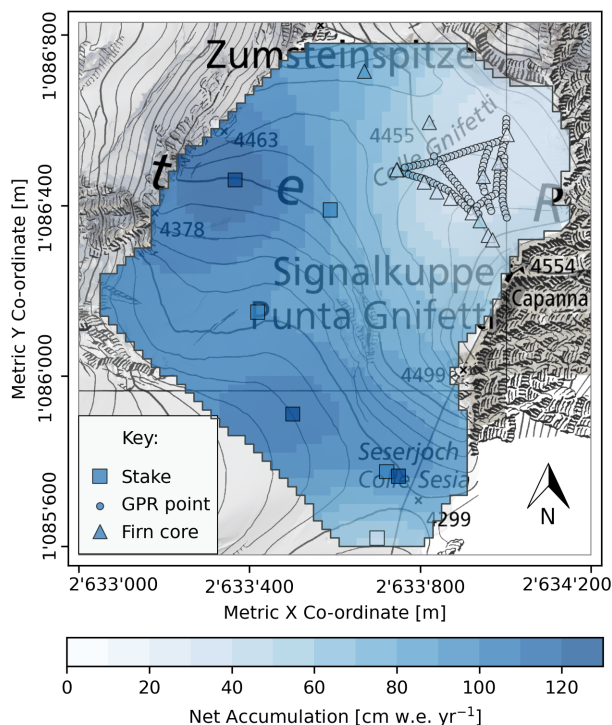 1'086'800
Zumsteinspitze
4463
4455
Colle Gnifetti
t
e
R
1'086'400
4378
Signalkuppe
4554
Capanna
Punta Gnifetti
Metric Y Co-ordinate [m]
1'086'000
4499
Key:
Stake
GPR point
Firn core
Seserjoch
Colle Sesia
4299
1'085'600
N
2'633'000 2'633'400 2'633'800 2'634'200
Metric X Co-ordinate [m]
0 20 40 60 80 100 120
Net Accumulation [cm w.e. yr⁻¹]